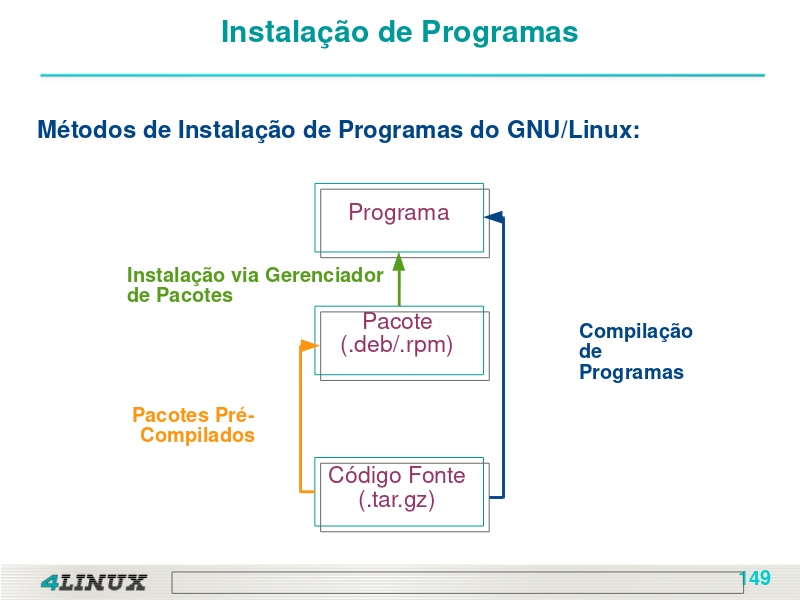 Instalação de Programas
Métodos de Instalação de Programas do GNU/Linux:
Programa
Instalação via Gerenciador
de Pacotes
Pacote
(.deb/.rpm)
Compilação
de
Programas
Pacotes Pré-
Compilados
Código Fonte
(.tar.gz)
4LINUX
149